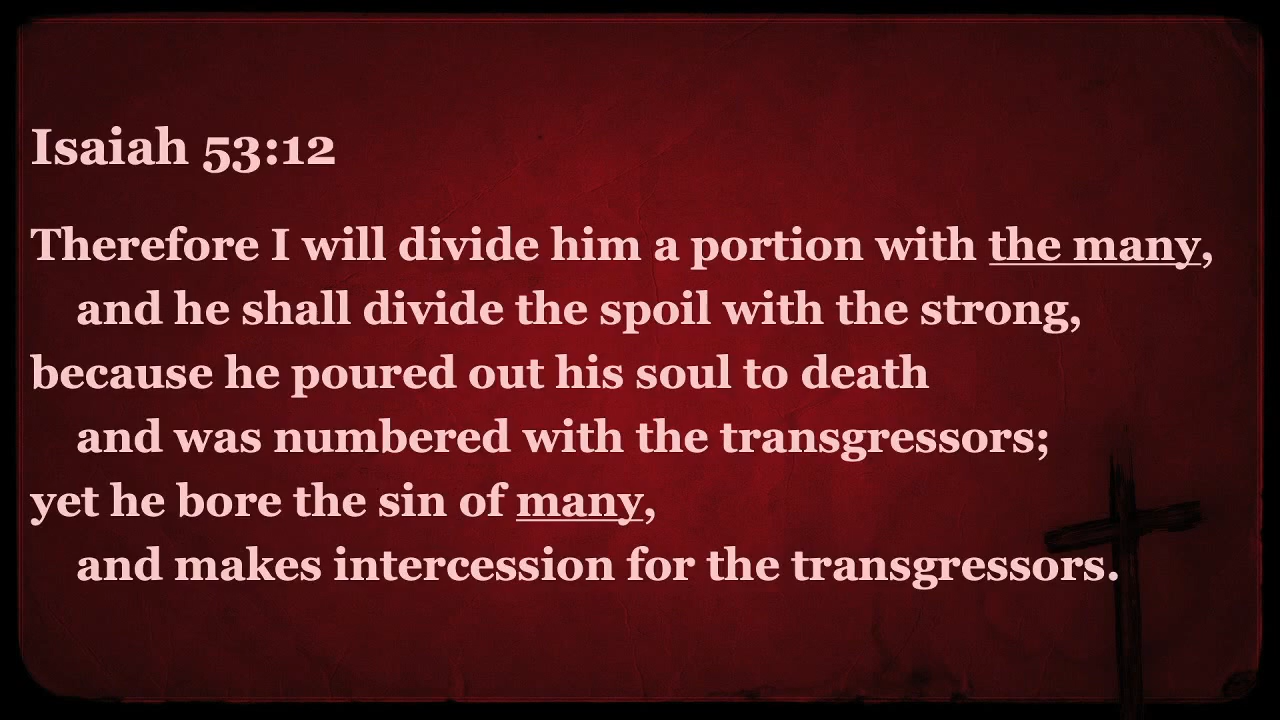 Isaiah 53:12
Therefore I will divide him a portion with the many,
and he shall divide the spoil with the strong,
because he poured out his soul to death
and was numbered with the transgressors;
yet he bore the sin of many,
and makes intercession for the transgressors.